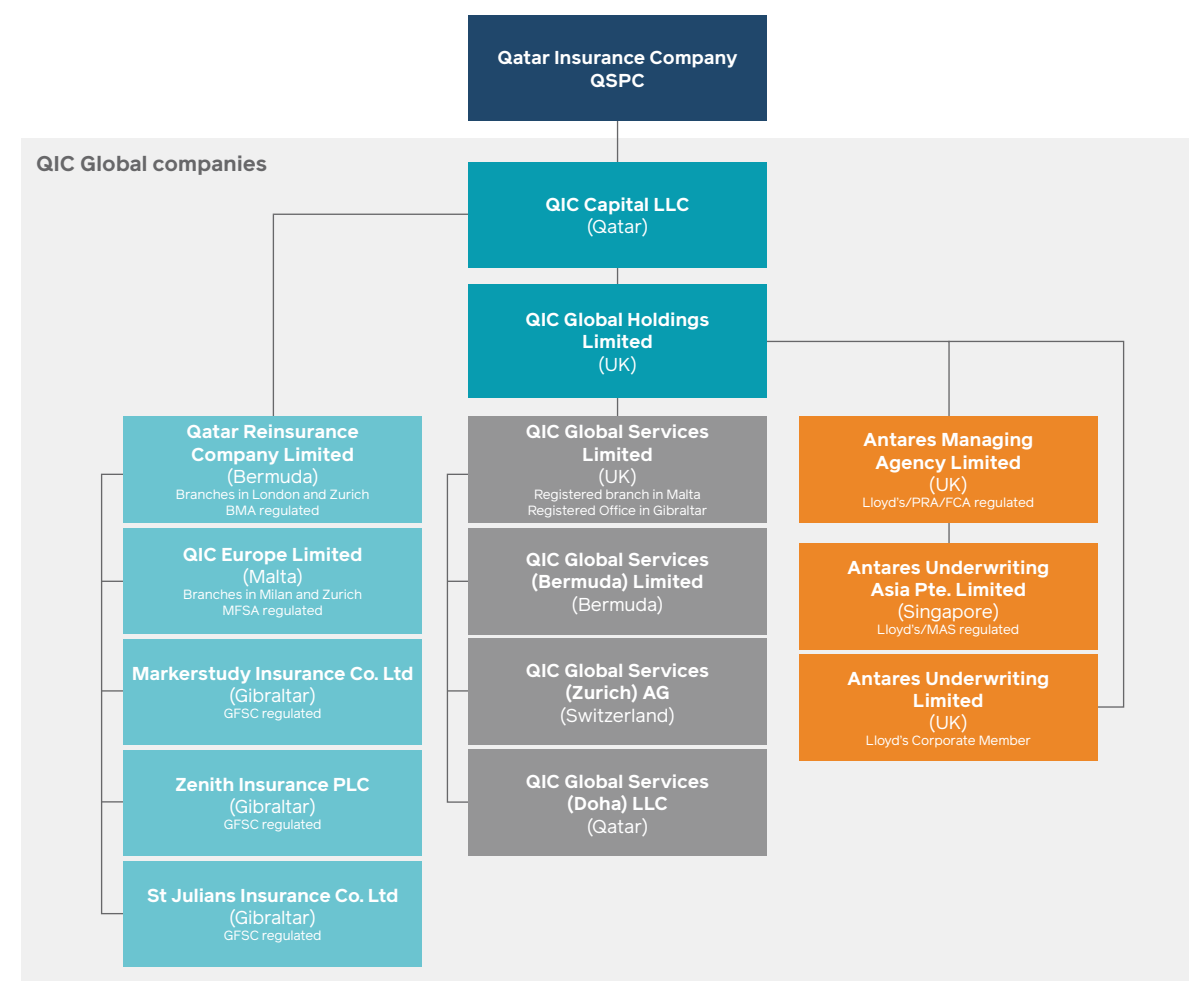 Qatar Insurance Company
QSPC
QIC Global companies
QIC Capital LLC
(Qatar)
QIC Global Holdings
Limited
(UK)
Qatar Reinsurance
Company Limited
(Bermuda)
Branches in London and Zurich
BMA regulated
QIC Europe Limited
(Malta)
Branches in Milan and Zurich
MFSA regulated
Markerstudy Insurance Co. Ltd
(Gibraltar)
GFSC regulated
Zenith Insurance PLC
(Gibraltar)
GFSC regulated
St Julians Insurance Co. Ltd
(Gibraltar)
GFSC regulated
QIC Global Services
Limited
(UK)
Registered branch in Malta
Registered Office in Gibraltar
QIC Global Services
(Bermuda) Limited
(Bermuda)
QIC Global Services
(Zurich) AG
(Switzerland)
QIC Global Services
(Doha) LLC
(Qatar)
Antares Managing
Agency Limited
(UK)
Lloyd's/PRA/FCA regulated
Antares Underwriting
Asia Pte. Limited
(Singapore)
Lloyd's/MAS regulated
Antares Underwriting
Limited
(UK)
Lloyd's Corporate Member